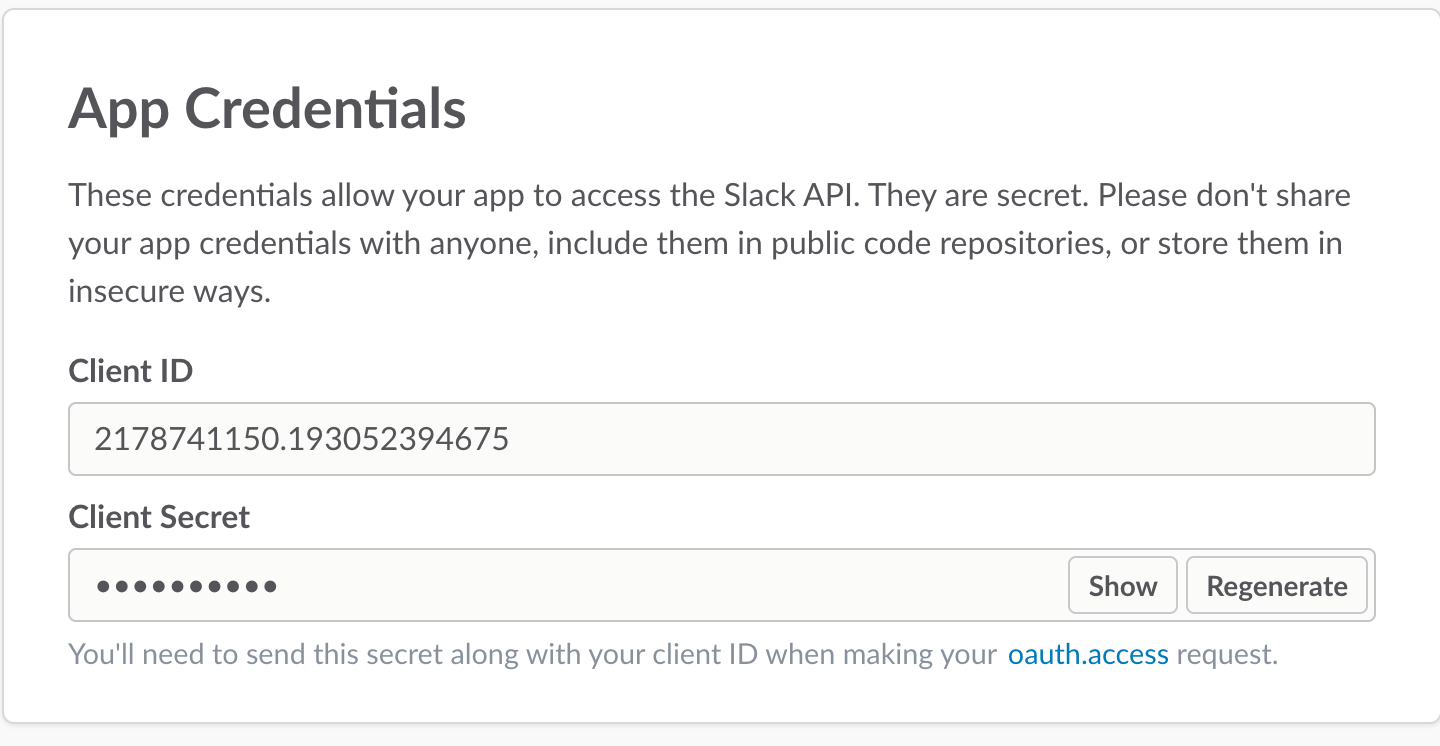 App Credentials
These credentials allow your app to access the Slack API. They are secret. Please don't share
your app credentials with anyone, include them in public code repositories, or store them in
insecure ways.
Client ID
2178741150.193052394675
Client Secret
●●●●●●●●●● Show Regenerate
You'll need to send this secret along with your client ID when making your oauth.access request.